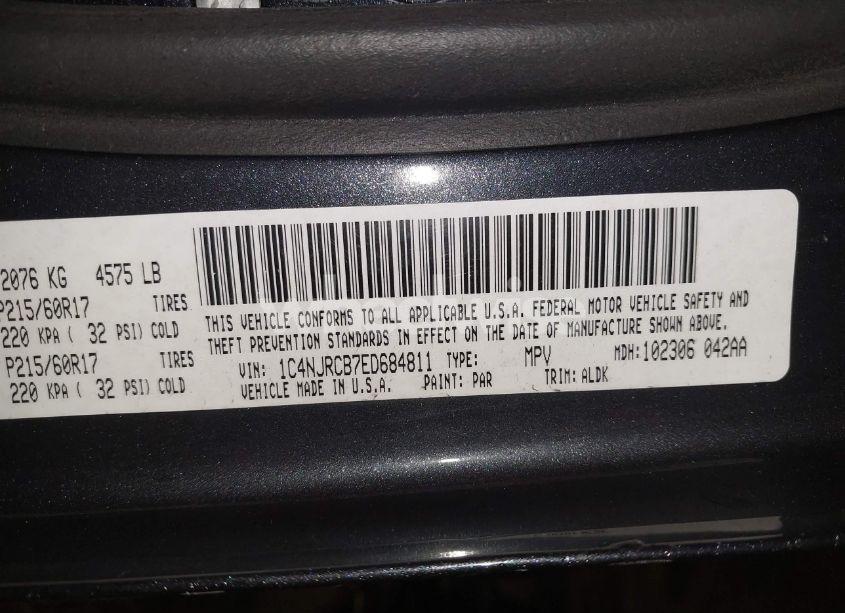 2076 KG 4575 LB
P215/60R17 TIRES
220 KPA ( 32 PSI) COLD
P215/60R17 TIRES
220 KPA ( 32 PSI) COLD
THIS VEHICLE CONFORMS TO ALL APPLICABLE U.S.A. FEDERAL MOTOR VEHICLE SAFETY AND
THEFT PREVENTION STANDARDS IN EFFECT ON THE DATE OF MANUFACTURE SHOWN ABOVE.
VIN: 1C4NJRCB7ED684811 TYPE: MPV MDH:102306 042AA
VEHICLE MADE IN U.S.A. PAINT: PAR TRIM: ALDK